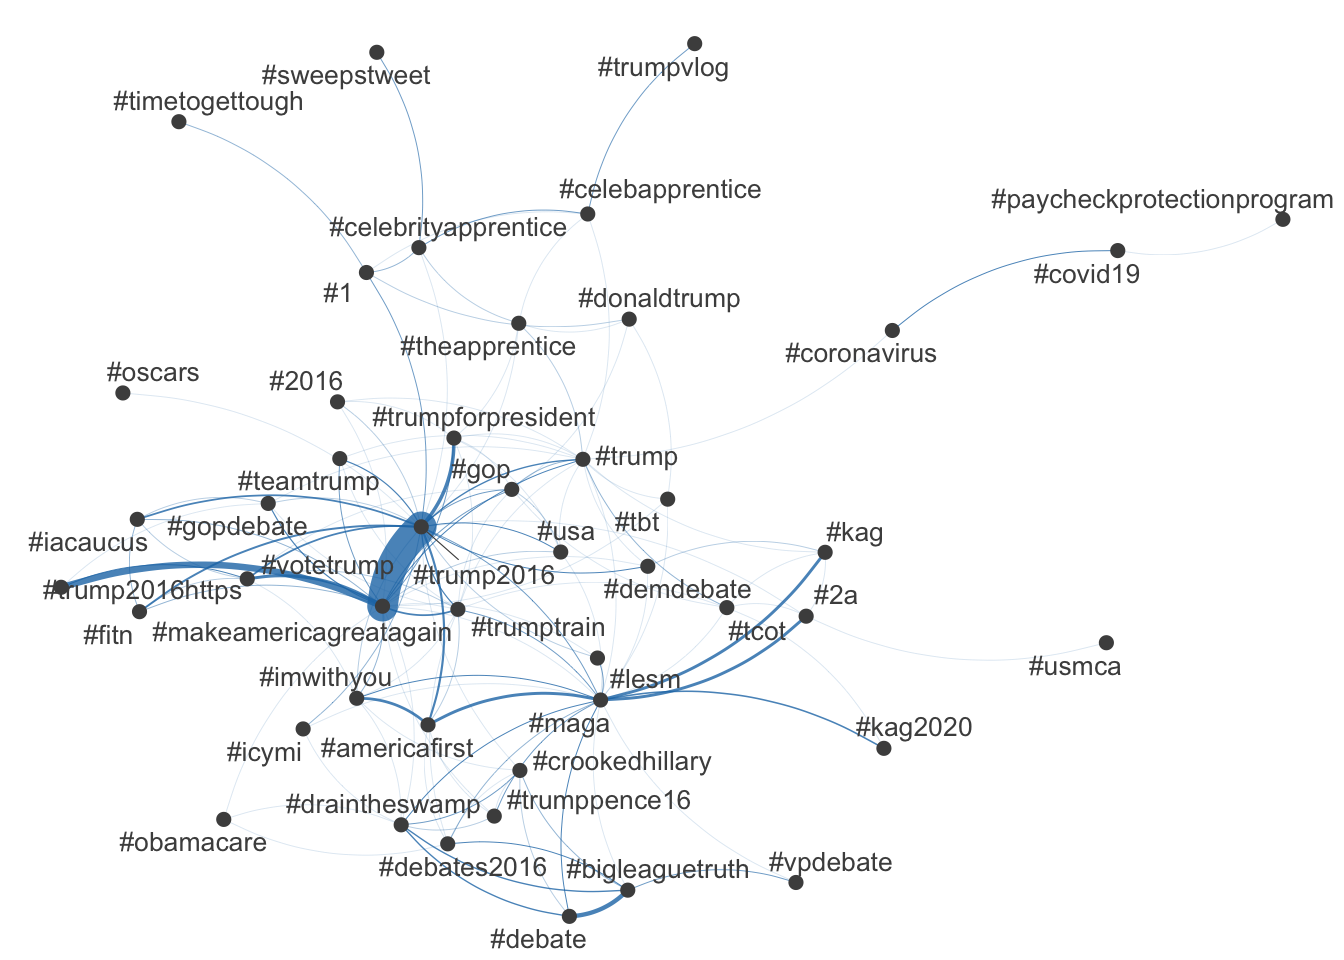 #sweepstweet
#trumpvlog
#timetogettough
#celebapprentice
#paycheckprotectionprogram
#celebrityapprentice
#covid19
#1
#donaldtrump
#theapprentice
#coronavirus
#oscars
#2016
#trumpforpresident
#trump
#gop
#teamtrump
#tbt
#gopdebate
#usa
#kag
#iacaucus
#votetrump
#trump2016
#trump2016https
#demdebate
#2a
#fitn
#makeamericagreatagain
#trumptrain
#tcot
#usmca
#imwithyou
#lesm
#maga
#kag2020
#icymi
#americafirst
#crookedhillary
#draintheswamp
#trumppence16
#obamacare
#debates2016
#bigleaguetruth
#vpdebate
#debate